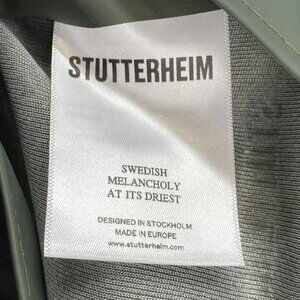 STUTTERHEIM
SWEDISH
MELANCHOLY
AT ITS DRIEST
DESIGNED IN STOCKHOLM
MADE IN EUROPE
www.stutterheim.com